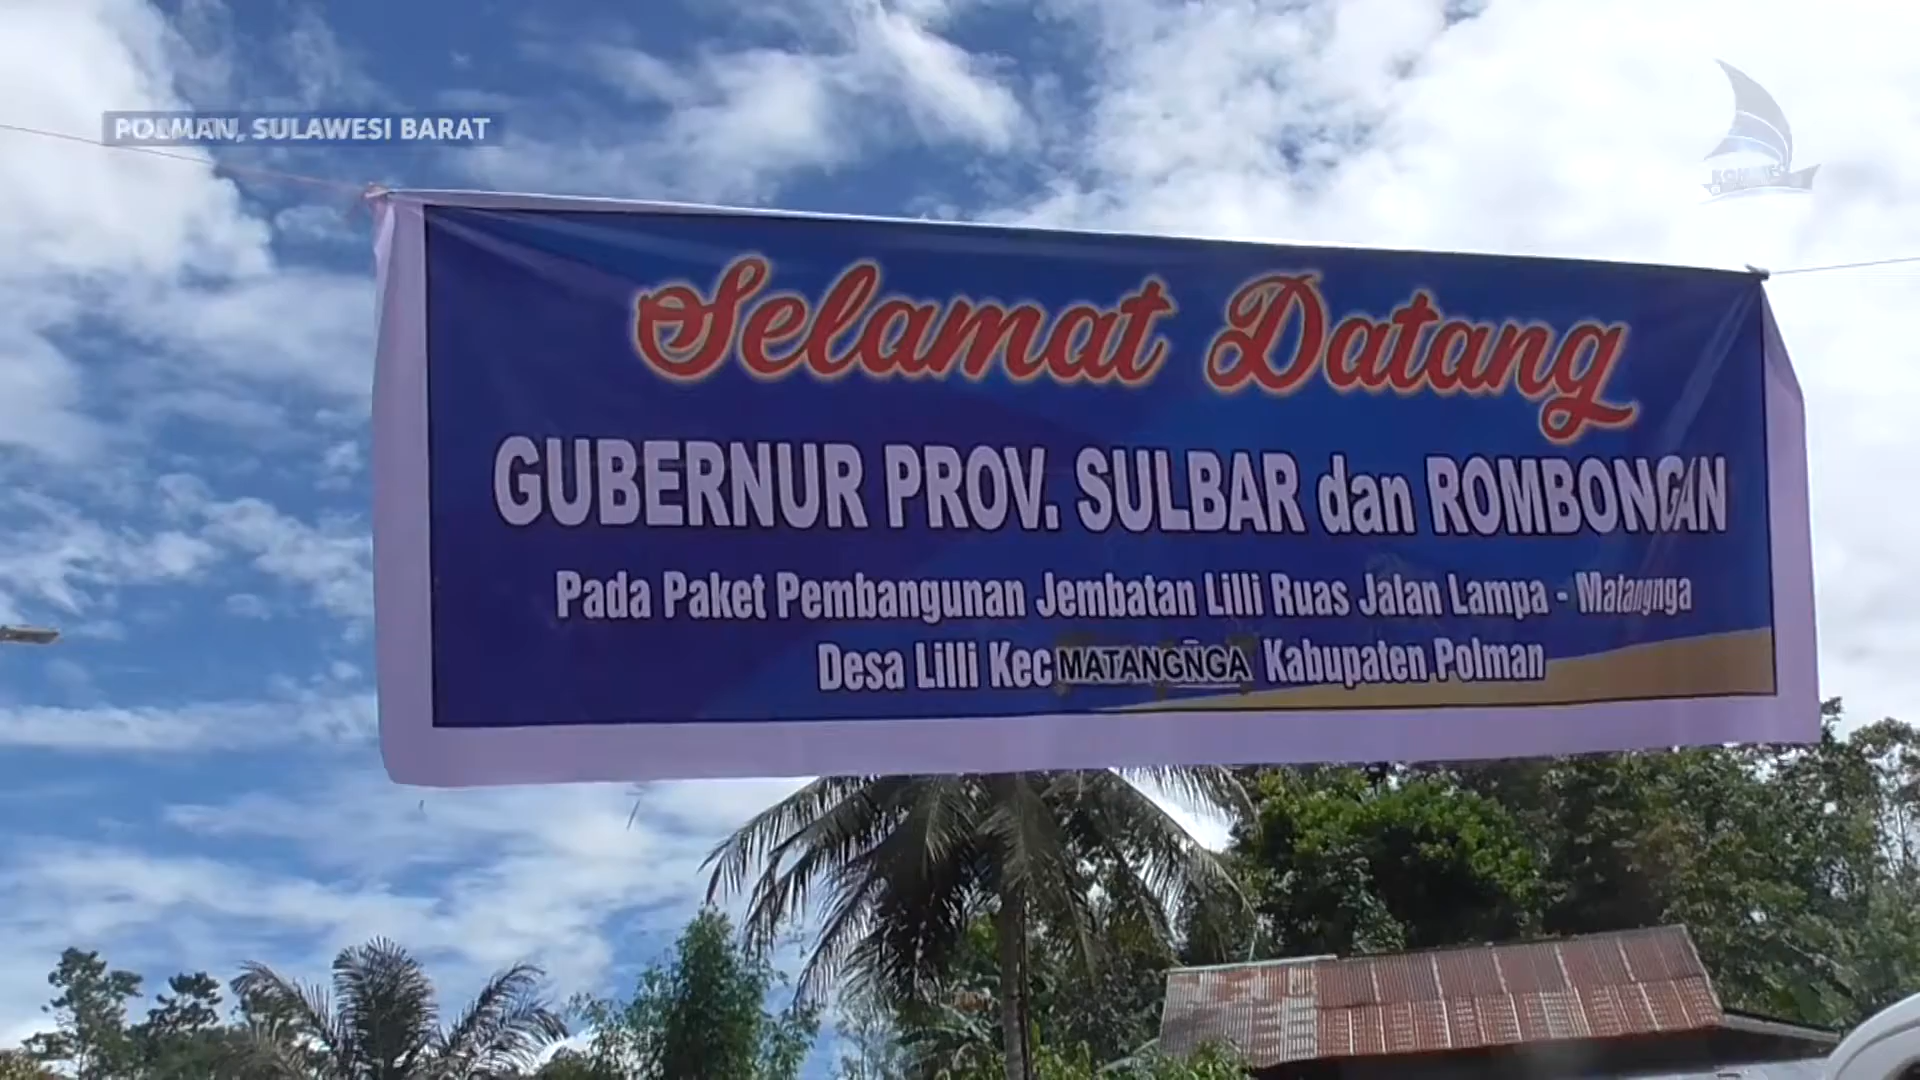 POLMAN, SULAWESI BARAT
Selamat Datang
GUBERNUR PROV. SULBAR dan ROMBONGAN
Pada Paket Pembangunan Jembatan Lilli Ruas Jalan Lampa - Matangnga
Desa Lilli Kec MATANGNGA Kabupaten Polman